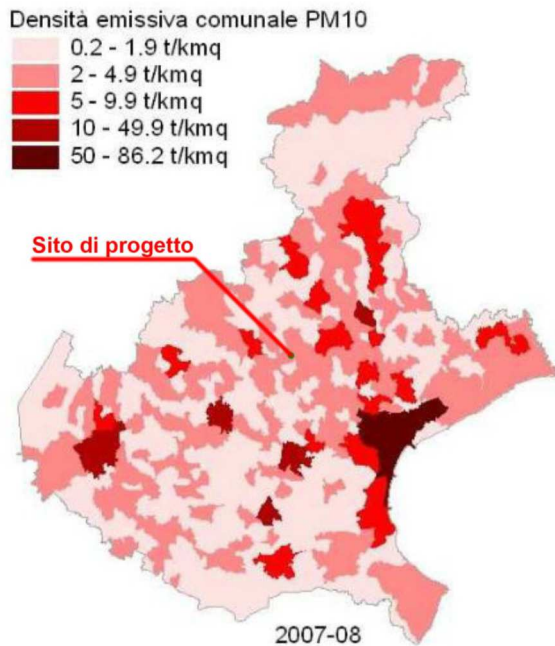 Densità emissiva comunale PM10
0.2 - 1.9 t/kmq
2 - 4.9 t/kmq
5 - 9.9 t/kmq
10 - 49.9 t/kmq
50 - 86.2 t/kmq
Sito di progetto
2007-08